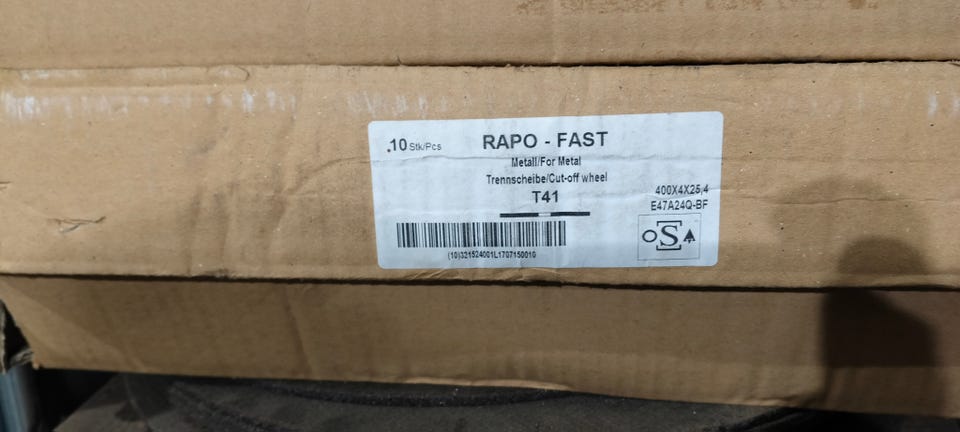 .10 Stk/Pcs
RAPO - FAST
Metall/For Metal
Trennscheibe/Cut-off wheel
T41
400X4X25,4
E47A24Q-BF
(10)321524001L1707150010
oSa